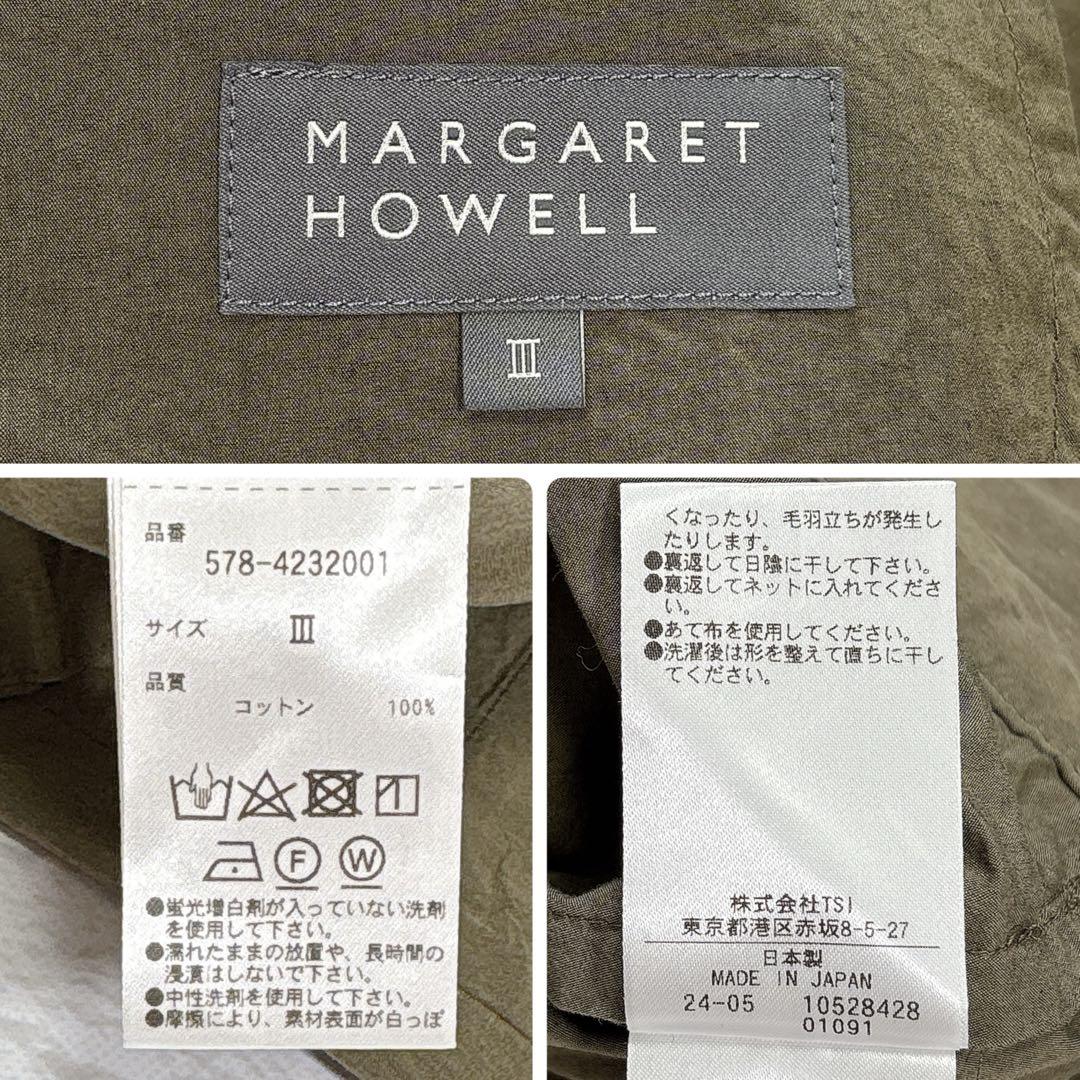 MARGARET
HOWELL
Ⅲ
品番
578-4232001
サイズ Ⅲ
品質
コットン 100%
F W
●蛍光増白剤が入っていない洗剤
を使用して下さい。
●濡れたままの放置や、長時間の
浸漬はしないで下さい。
●中性洗剤を使用して下さい。
●摩擦により、素材表面が白っぽ
くなったり、毛羽立ちが発生し
たりします。
●裏返して日陰に干して下さい。
●裏返してネットに入れてくださ
い。
●あて布を使用してください。
●洗濯後は形を整えて直ちに干し
てください。
株式会社TSI
東京都港区赤坂8-5-27
日本製
MADE IN JAPAN
24-05 10528428
01091